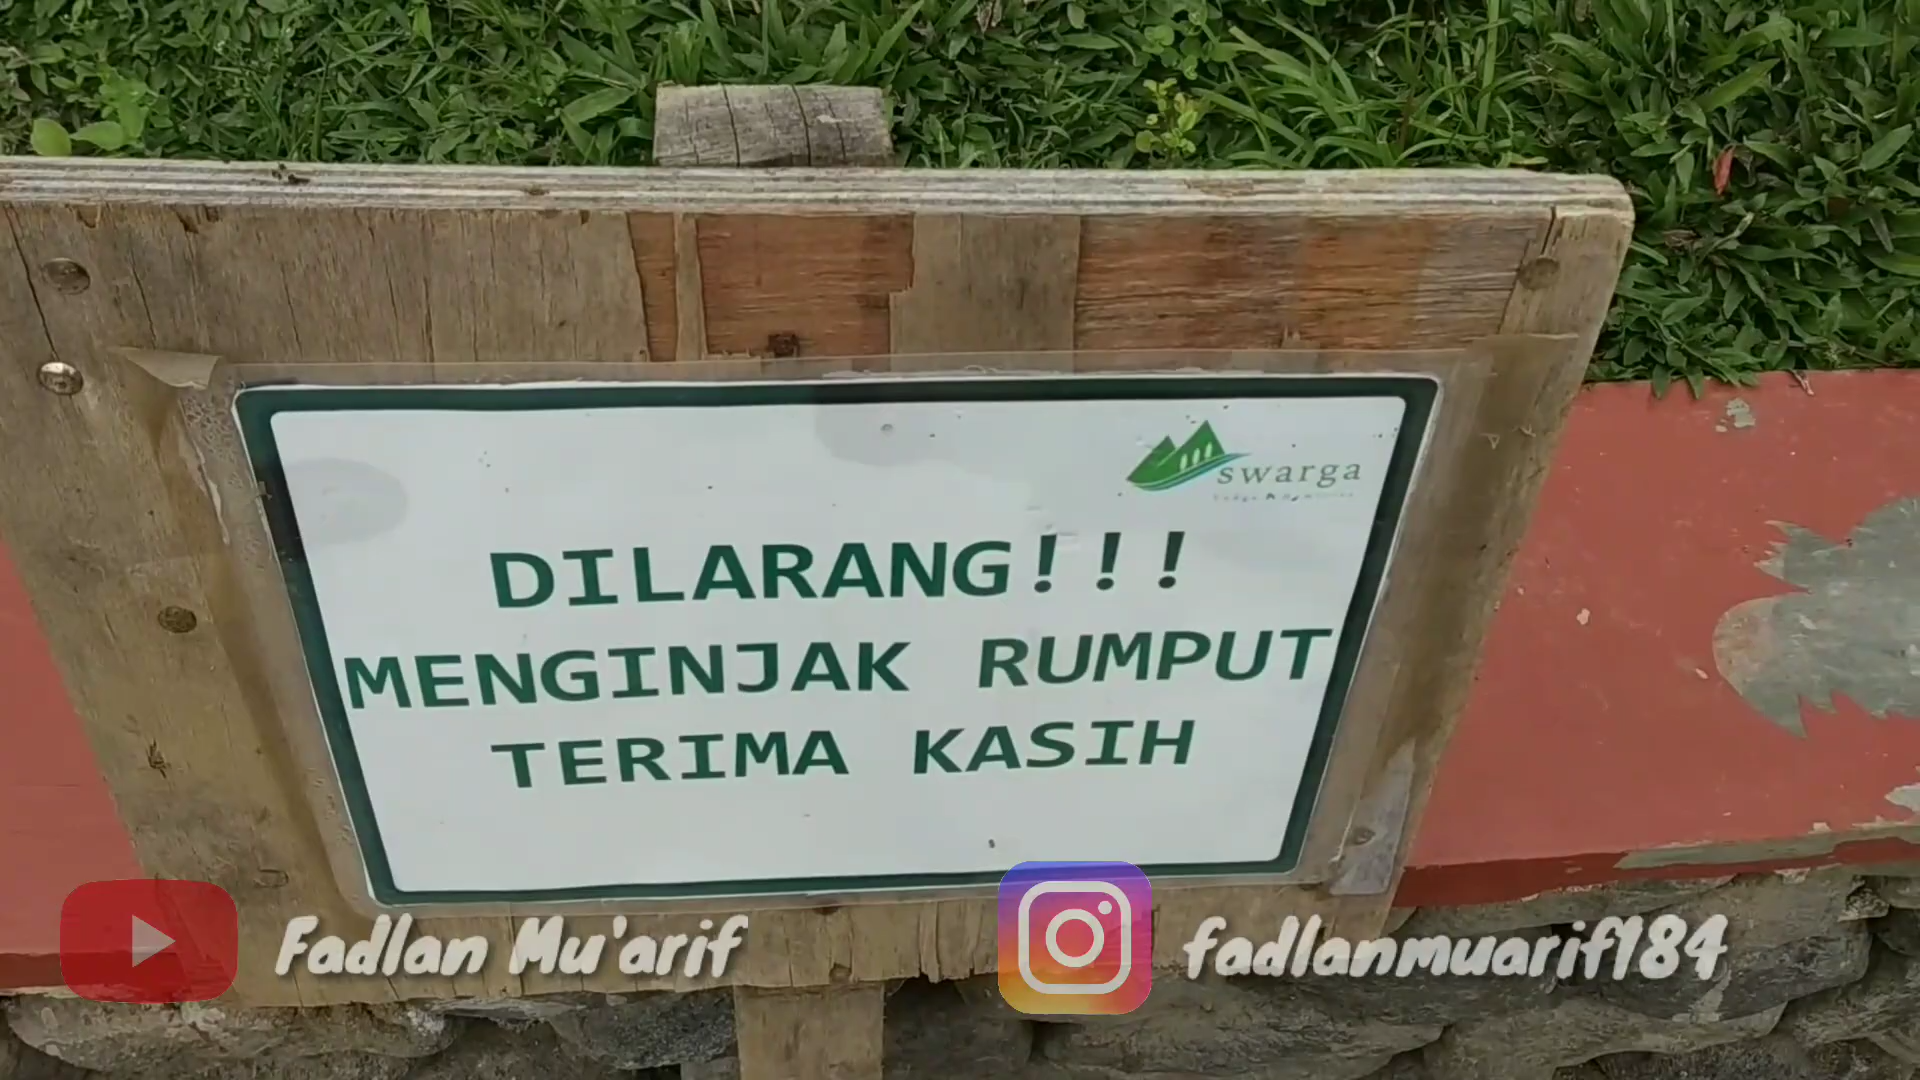 swarga
DILARANG!!!
MENGINJAK RUMPUT
TERIMA KASIH
Fadlan Mu'arif
fadlanmuarif184